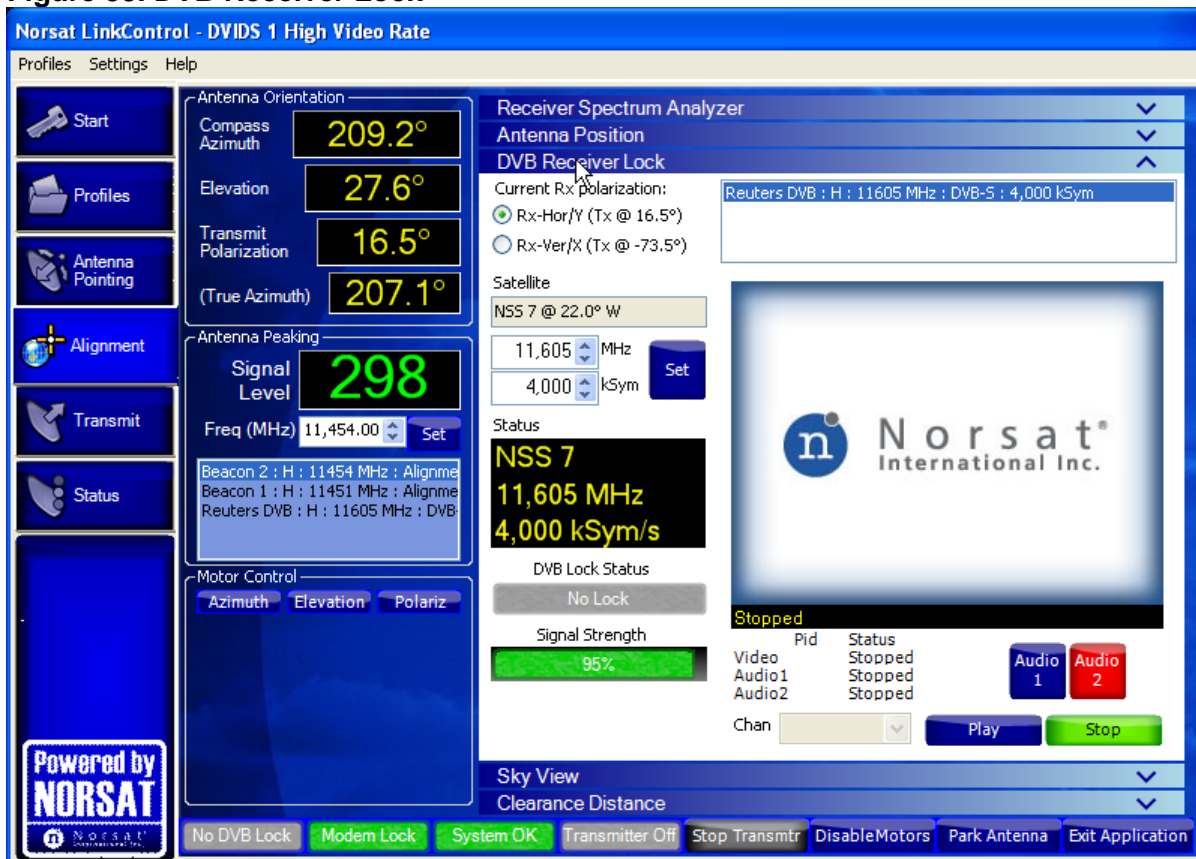 Norsat LinkControl - DVIDS 1 High Video Rate
Profiles Settings Help
Start
Profiles
Antenna Pointing
Alignment
Transmit
Status
Powered by
NORSAT
Norsat
International Inc.
Antenna Orientation
Compass Azimuth 209.2°
Elevation 27.6°
Transmit Polarization 16.5°
(True Azimuth) 207.1°
Antenna Peaking
Signal Level 298
Freq (MHz) 11,454.00 Set
Beacon 2 : H : 11454 MHz : Alignme
Beacon 1 : H : 11451 MHz : Alignme
Reuters DVB : H : 11605 MHz : DVB-
Motor Control
Azimuth Elevation Polariz
Receiver Spectrum Analyzer
Antenna Position
DVB Receiver Lock
Current Rx polarization:
Rx-Hor/Y (Tx @ 16.5°)
Rx-Ver/X (Tx @ -73.5°)
Satellite
NSS 7 @ 22.0° W
11,605 MHz
4,000 kSym
Set
Status
NSS 7
11,605 MHz
4,000 kSym/s
DVB Lock Status
No Lock
Signal Strength
95%
Reuters DVB : H : 11605 MHz : DVB-S : 4,000 kSym
n Norsat®
International Inc.
Stopped
Pid Status
Video Stopped
Audio1 Stopped
Audio2 Stopped
Audio 1
Audio 2
Chan
Play Stop
Sky View
Clearance Distance
No DVB Lock Modem Lock System OK Transmitter Off Stop Transmtr DisableMotors Park Antenna Exit Application